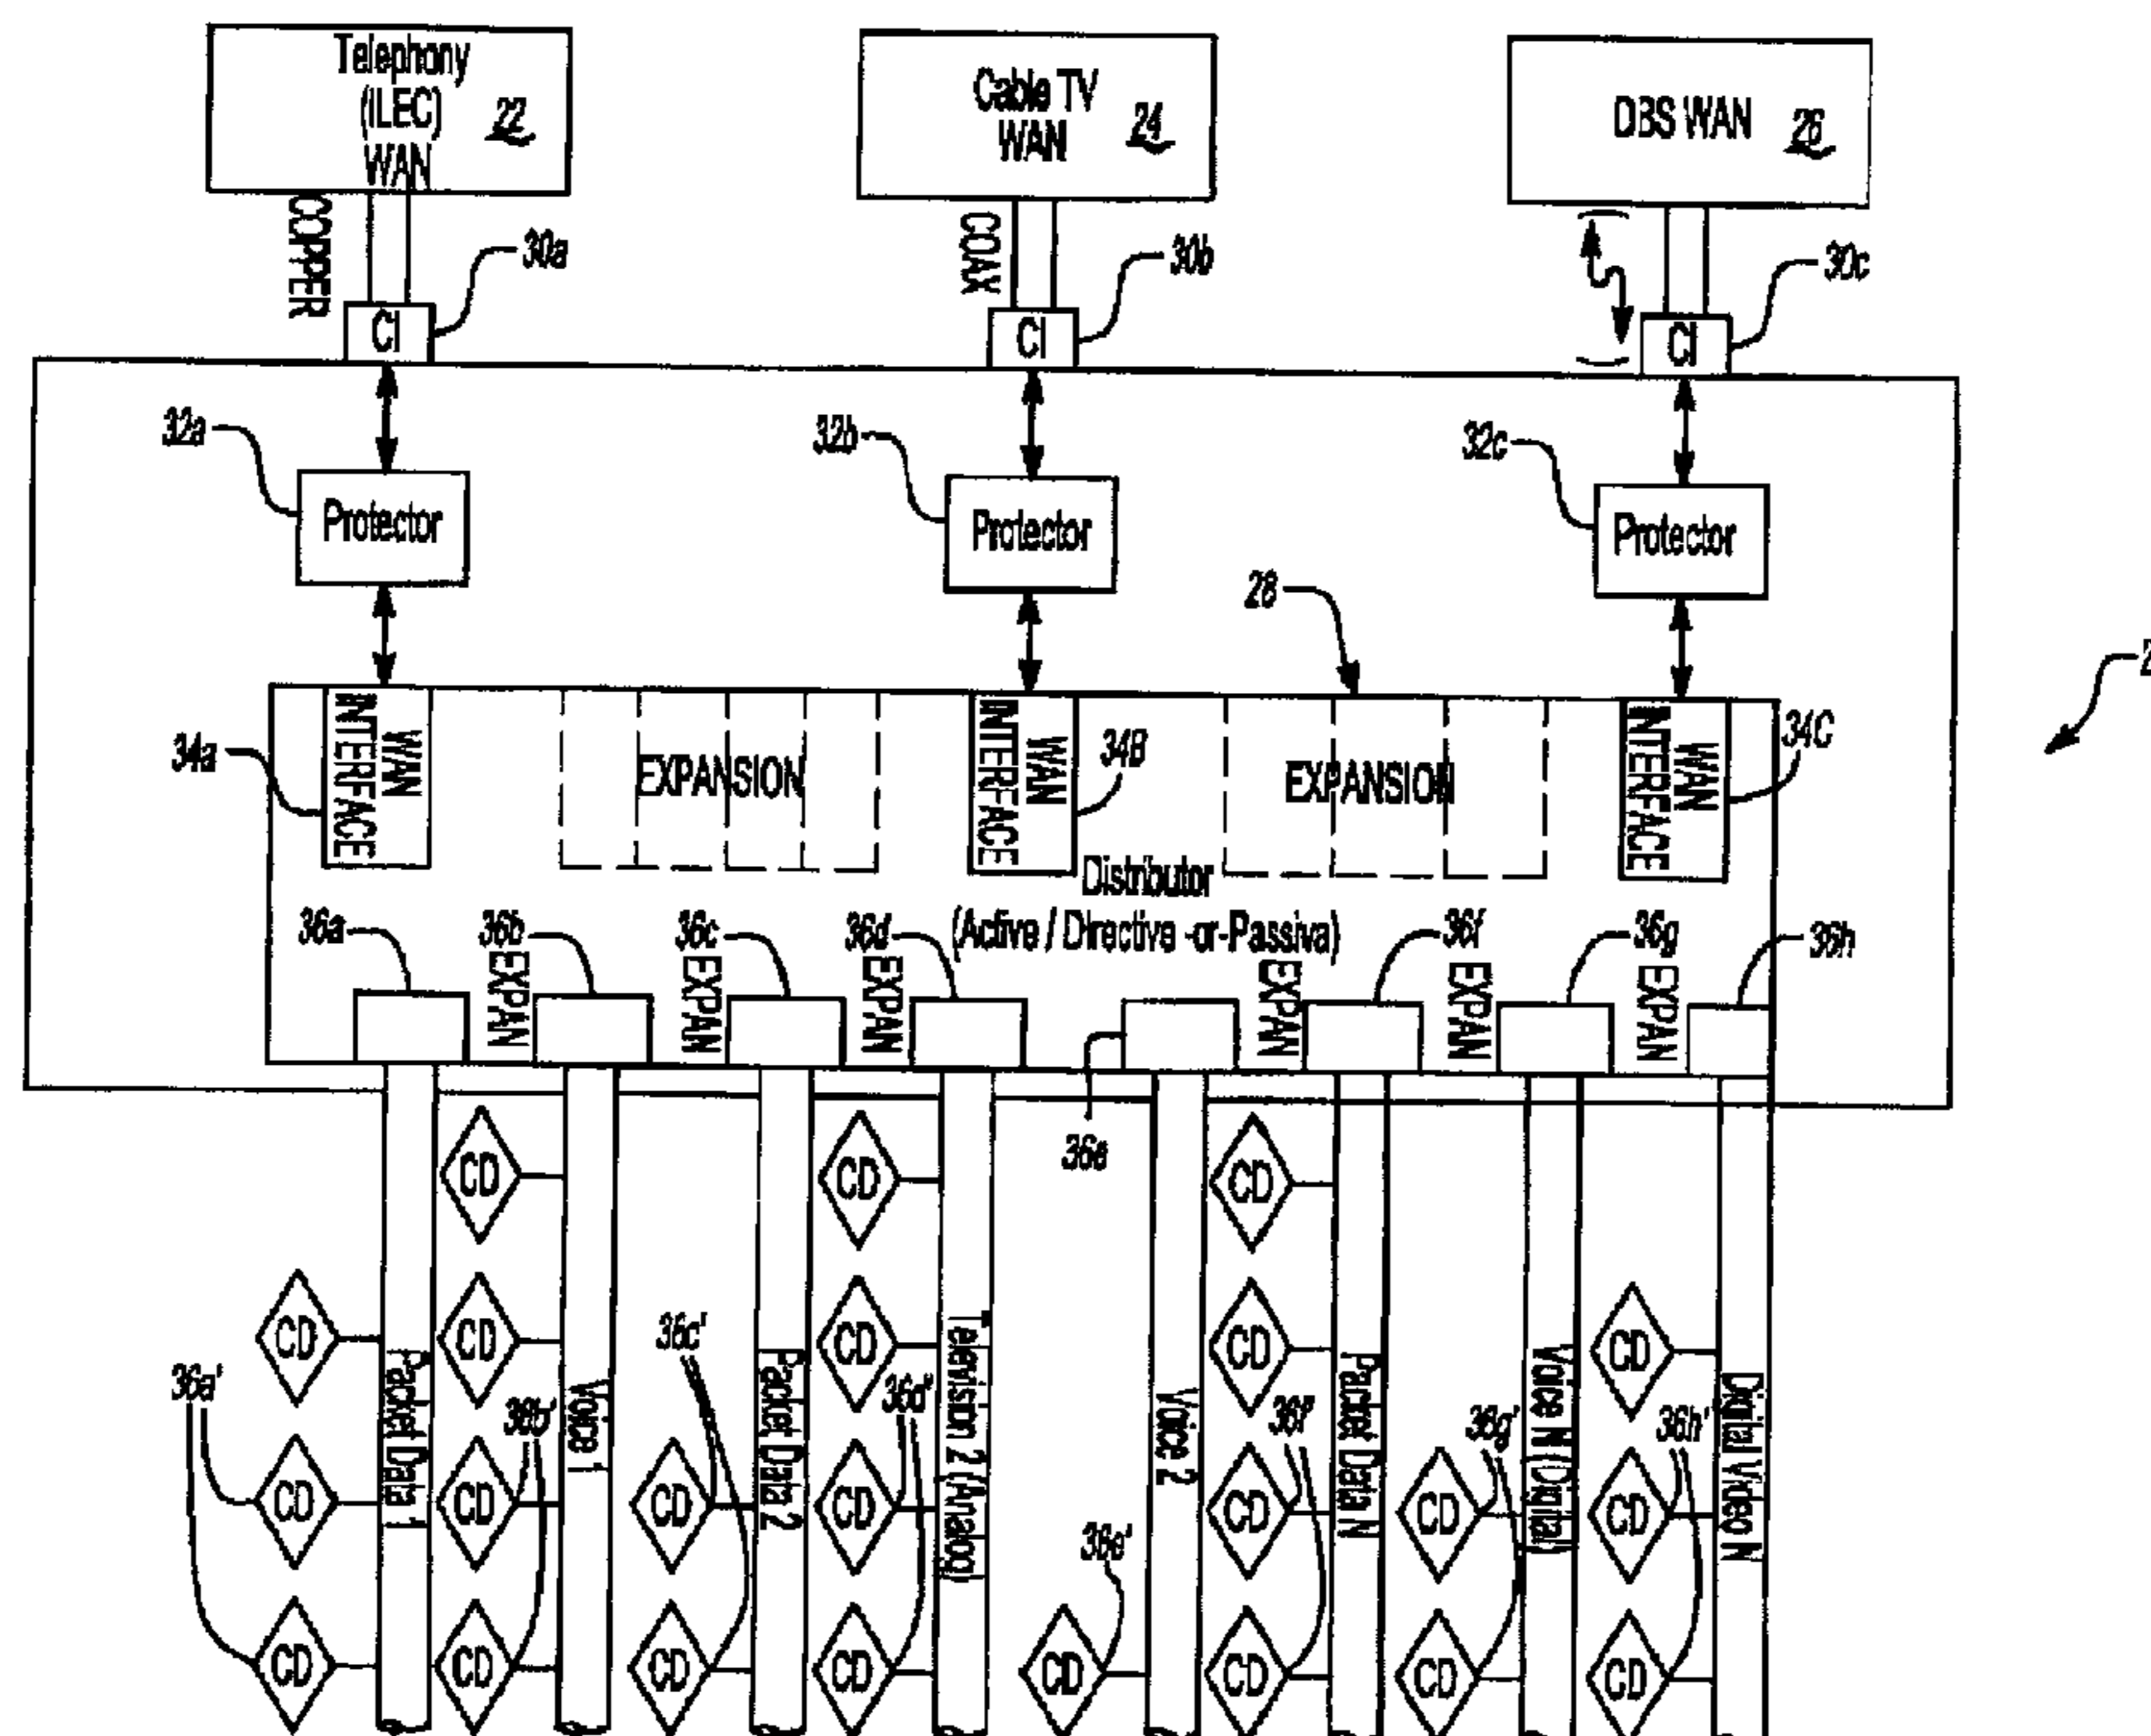 Telephony
(ILEC)
WAN
22
Cable TV
WAN
24
DBS WAN
26
COPPER
30a
COAX
30b
30c
CI
CI
CI
32a
32b
32c
Protector
Protector
Protector
28
34a
WAN
INTERFACE
EXPANSION
WAN
INTERFACE
34B
EXPANSION
WAN
INTERFACE
34C
Distributor
(Active / Directive -or-Passiva)
36a
36b
EXPAN
36c
EXPAN
36d
EXPAN
EXPAN
36f
EXPAN
36g
EXPAN
36h
36e
CD
CD
CD
CD
CD
CD
CD
CD
36a'
Packet Data 1
Voice 1
36c'
Packet Data 2
36d'
Television 2 (Analog)
Voice 2
36f'
Packet Data N
36g'
Voice N (Digital)
36h'
Digital Video N
CD
CD
CD
CD
CD
CD
CD
36e'
CD
CD
CD
CD
CD
CD
CD
CD